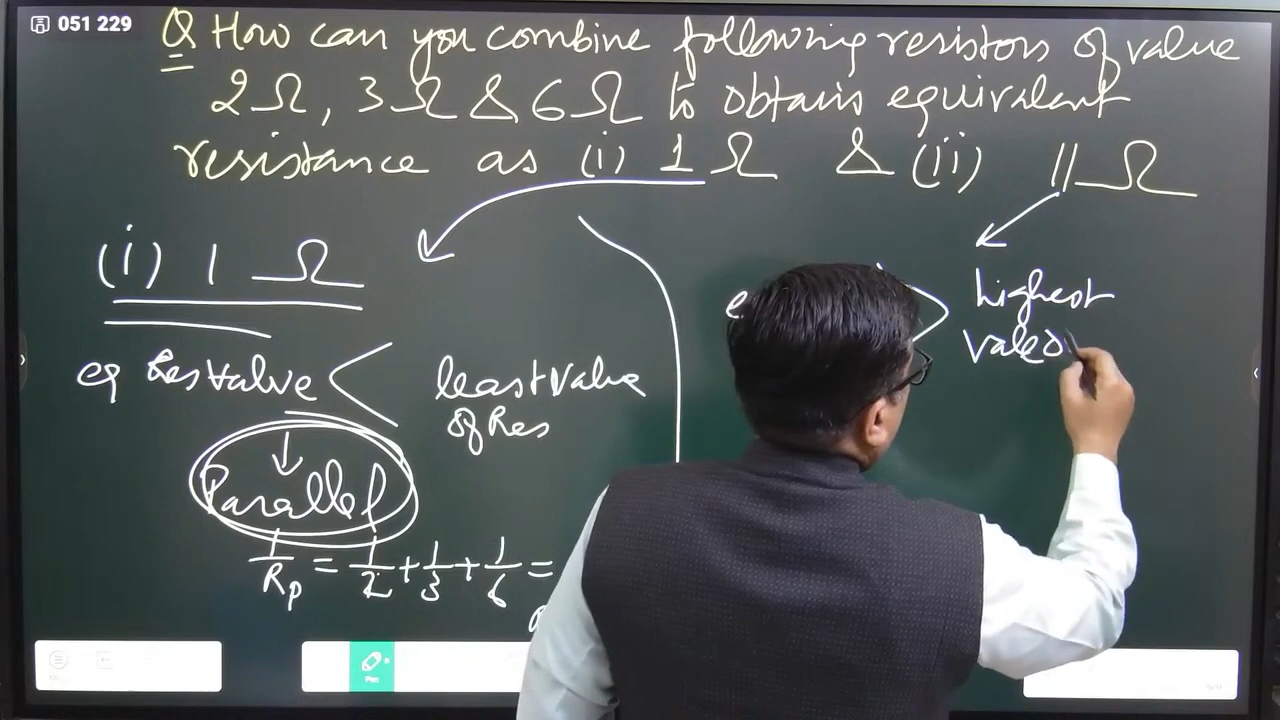 051 229
Q How can you combine following resistors of value
2Ω, 3Ω & 6Ω to obtain equivalent
resistance as (i) 1Ω & (ii) 11Ω
(i) 1 Ω
eq Res value < least value
of Res
Parallel
1/Rp = 1/2 + 1/3 + 1/6 =
e > highest
value
Pen